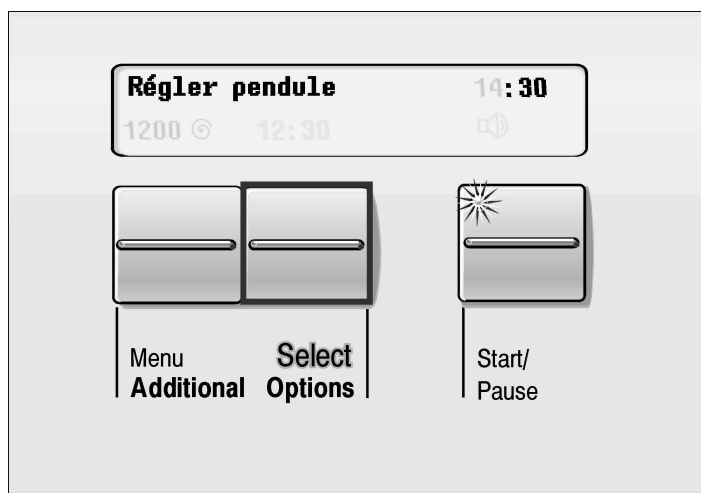 Régler pendule 14:30
1200 12:30
Menu Select Start/
Additional Options Pause